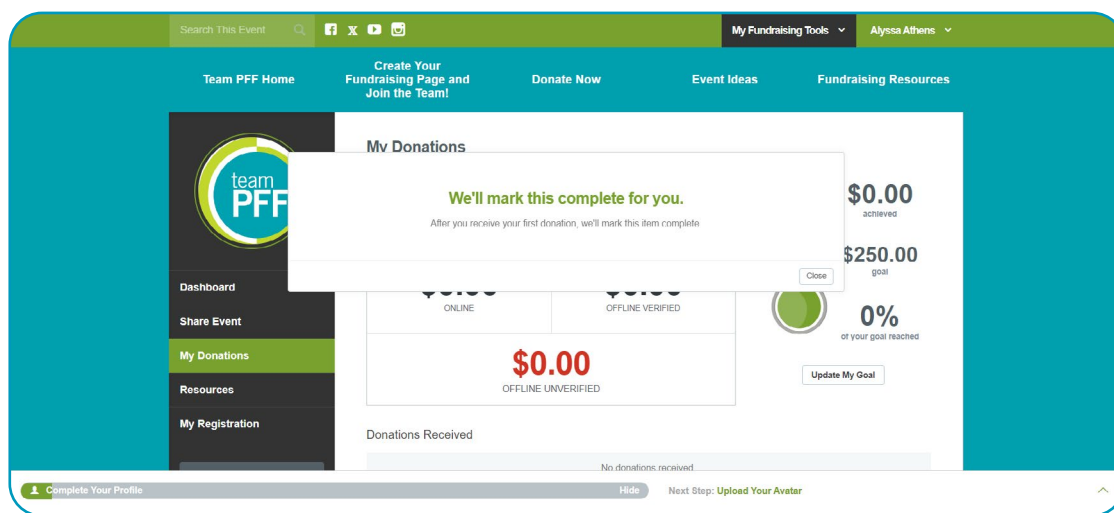 Search This Event
My Fundraising Tools
Alyssa Athens
Team PFF Home
Create Your
Fundraising Page and
Join the Team!
Donate Now
Event Ideas
Fundraising Resources
team
PFF
My Donations
We'll mark this complete for you.
After you receive your first donation, we'll mark this item complete
Close
$0.00
achieved
$250.00
goal
0%
of your goal reached
Update My Goal
Dashboard
Share Event
My Donations
Resources
My Registration
ONLINE
OFFLINE VERIFIED
$0.00
OFFLINE UNVERIFIED
Donations Received
No donations received
Complete Your Profile
Hide
Next Step: Upload Your Avatar